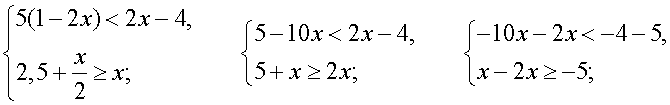 5(1−2x)<2x−4, 5−10x<2x−4, −10x−2x<−4−5,
2,5+x/2≥x; 5+x≥2x; x−2x≥−5;